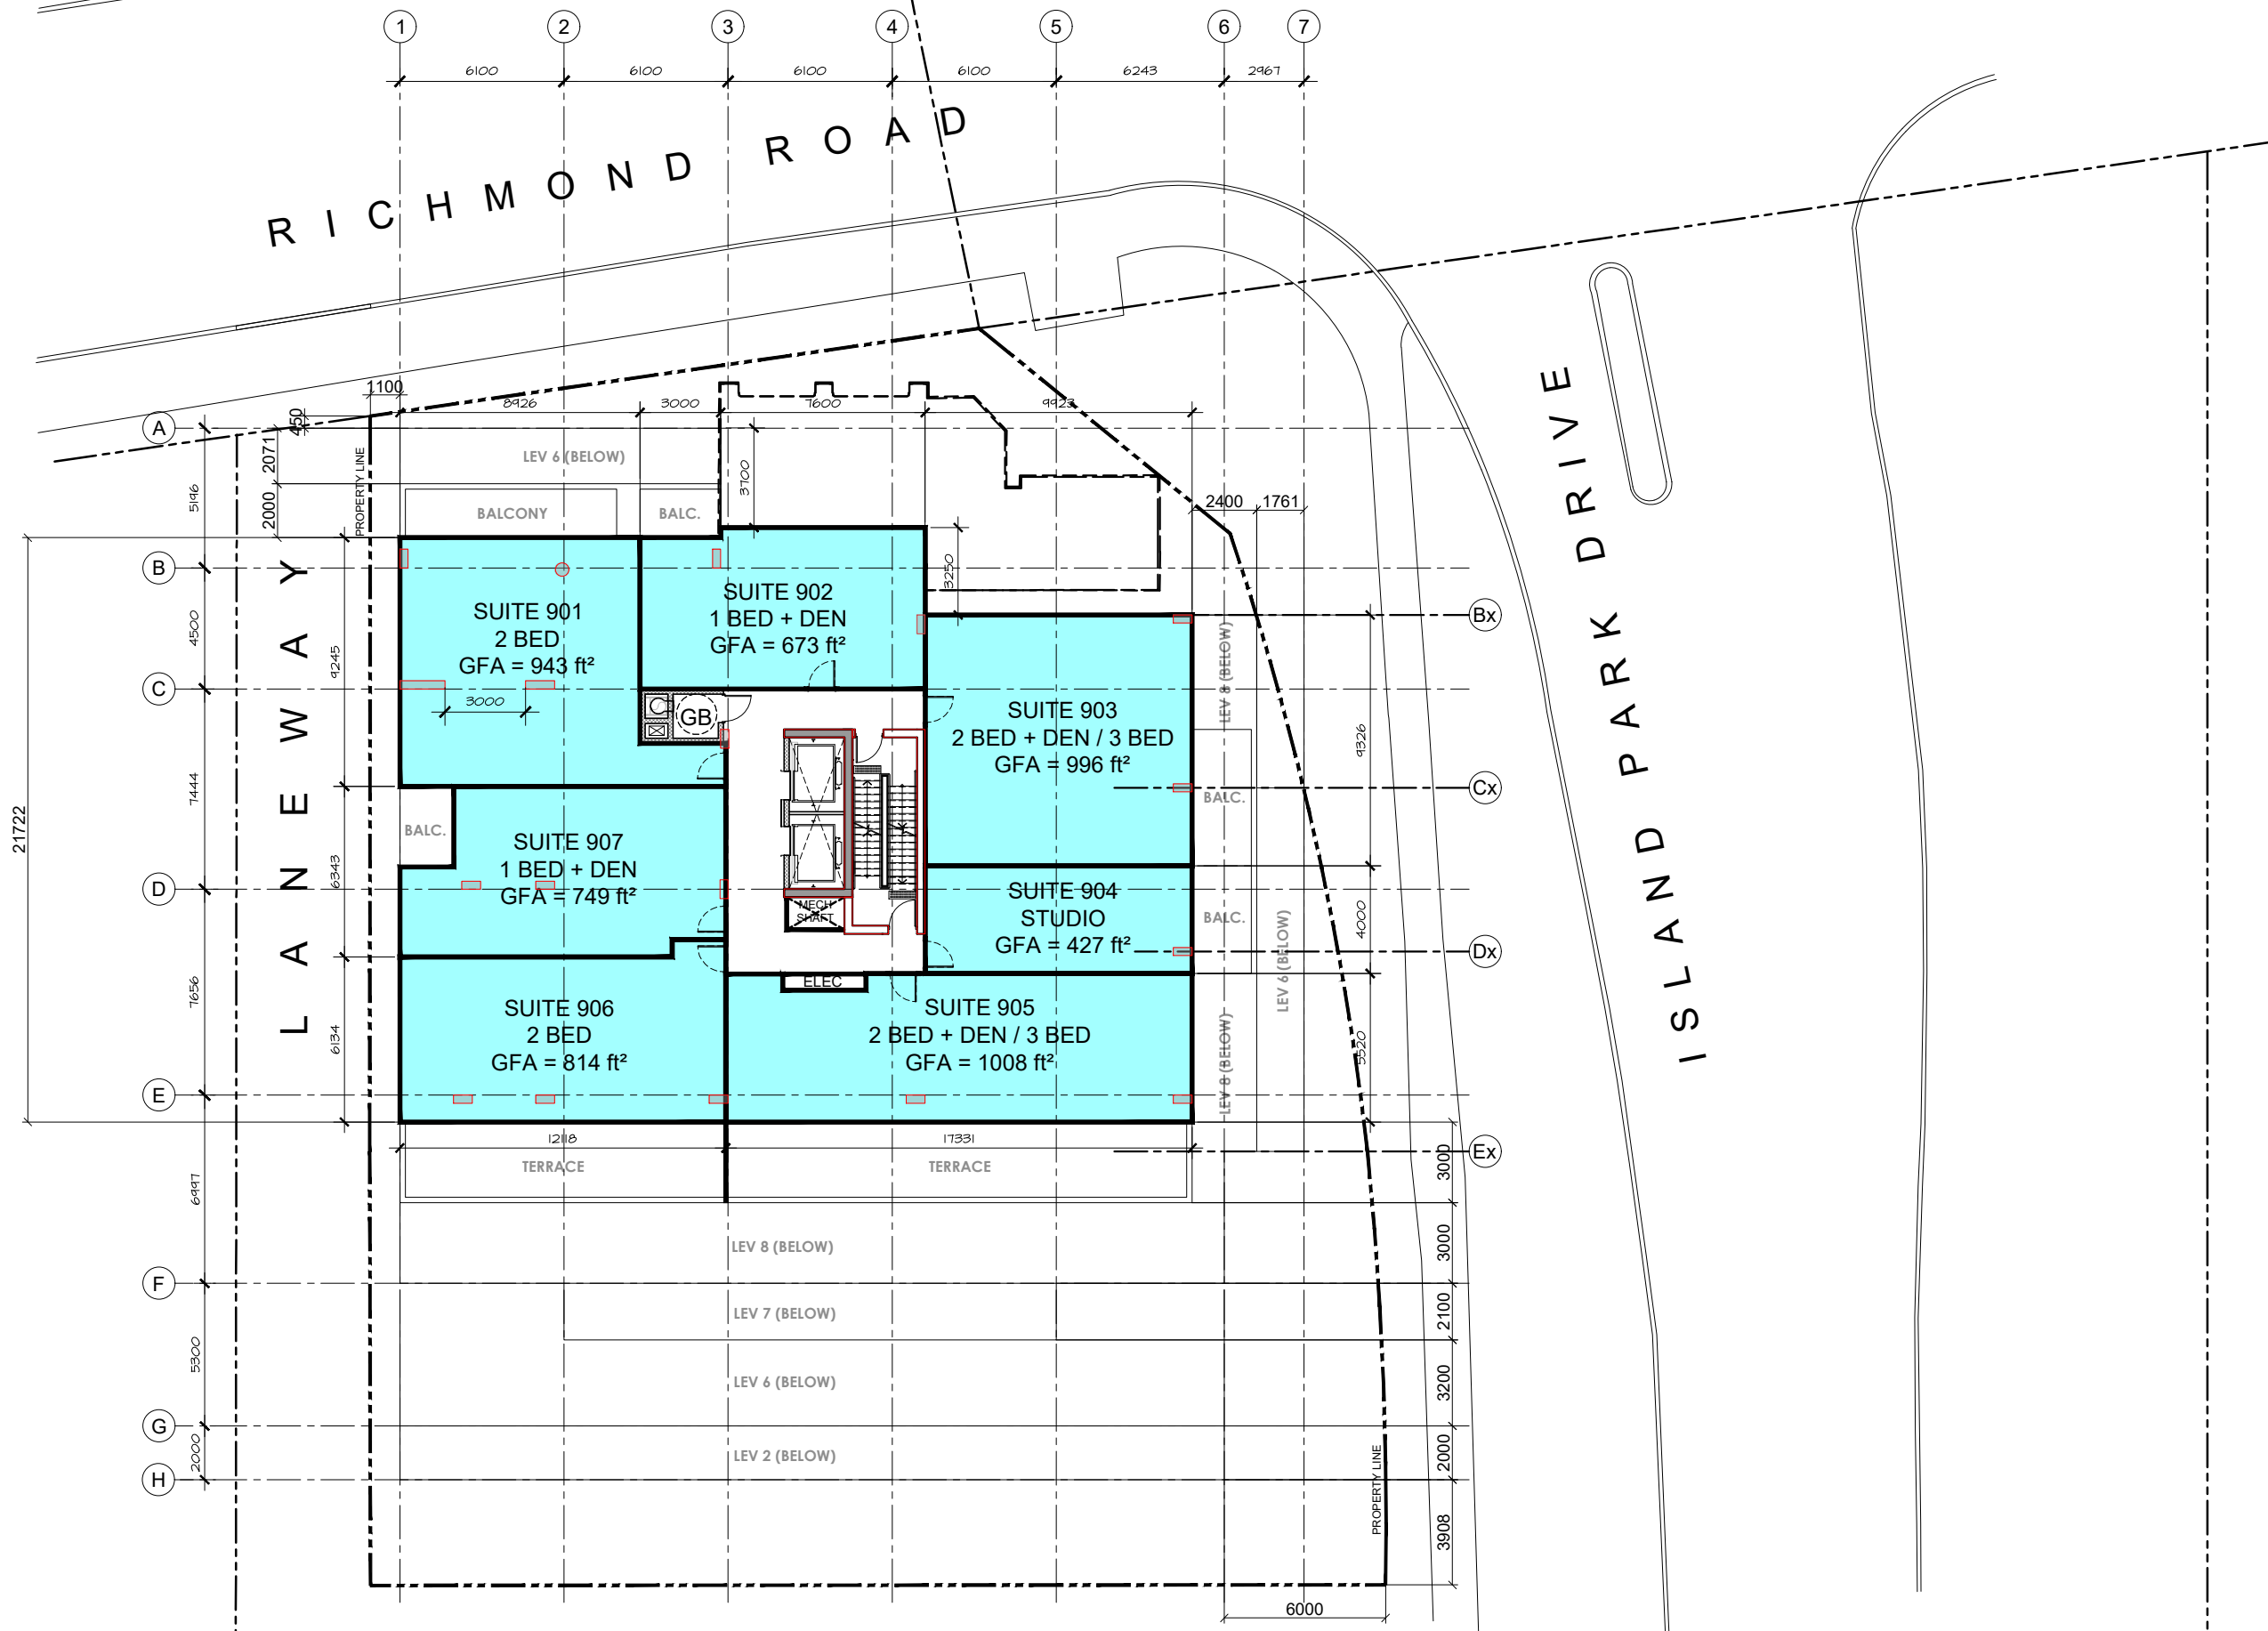 1 2 3 4 5 6 7
6100 6100 6100 6100 6243 2967
RICHMOND ROAD
ISLAND PARK DRIVE
LANEWAY
1100
8926 3000 7600 9923
450
A
2071
LEV 6 (BELOW)
PROPERTY LINE
3700
5196
2000
BALCONY
BALC.
2400 1761
B
3250
SUITE 901
2 BED
GFA = 943 ft²
SUITE 902
1 BED + DEN
GFA = 673 ft²
Bx
4500
9245
LEV 8 (BELOW)
C
3000
GB
SUITE 903
2 BED + DEN / 3 BED
GFA = 996 ft²
9326
7444
Cx
BALC.
21722
BALC.
SUITE 907
1 BED + DEN
GFA = 749 ft²
6343
D
MECH
SHAFT
SUITE 904
STUDIO
GFA = 427 ft²
BALC.
4000
LEV 6 (BELOW)
Dx
7656
ELEC
SUITE 906
2 BED
GFA = 814 ft²
SUITE 905
2 BED + DEN / 3 BED
GFA = 1008 ft²
6134
5520
LEV 8 (BELOW)
E
12118 17331
Ex
TERRACE
TERRACE
3000
6997
LEV 8 (BELOW)
3000
F
LEV 7 (BELOW)
2100
5300
LEV 6 (BELOW)
3200
G
2000
LEV 2 (BELOW)
2000
H
PROPERTY LINE
3908
6000